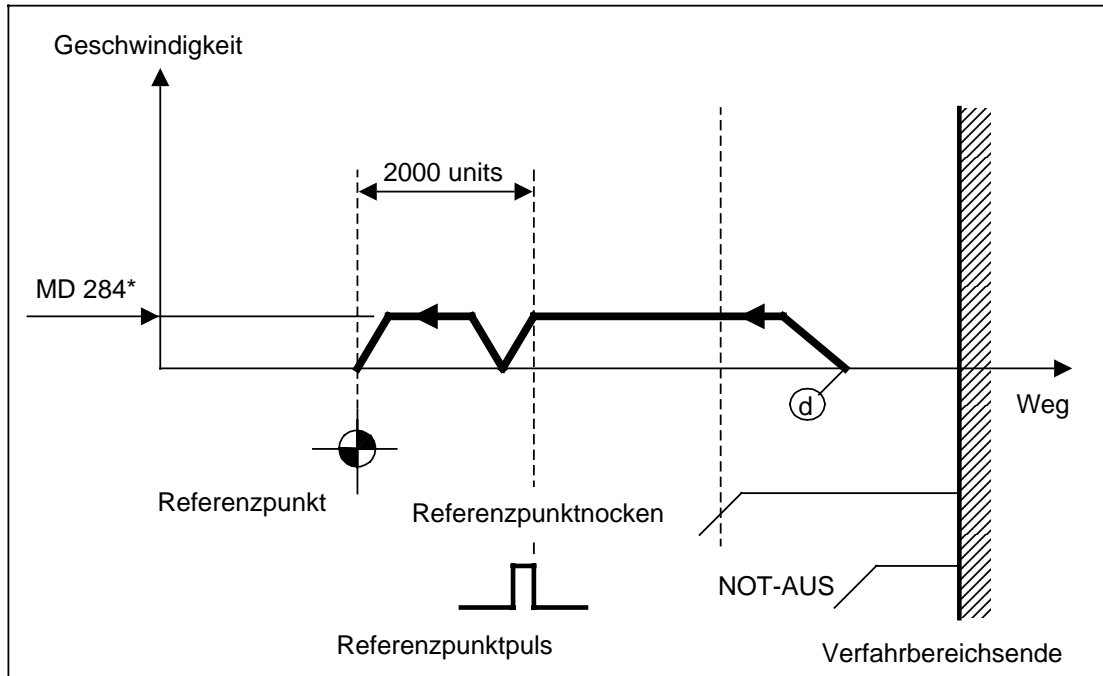 Geschwindigkeit
2000 units
MD 284*
d
Weg
Referenzpunkt
Referenzpunktnocken
NOT-AUS
Referenzpunktpuls
Verfahrbereichsende